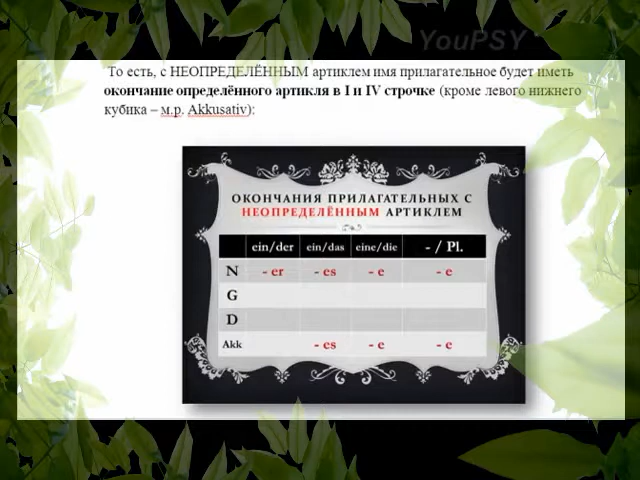 YouPSY
То есть, с НЕОПРЕДЕЛЁННЫМ артиклем имя прилагательное будет иметь
окончание определённого артикля в I и IV строчке (кроме левого нижнего
кубика – м.р. Akkusativ):
ОКОНЧАНИЯ ПРИЛАГАТЕЛЬНЫХ С
НЕОПРЕДЕЛЁННЫМ АРТИКЛЕМ
ein/der ein/das eine/die - / Pl.
N - er - es - e - e
G
D
Akk - es - e - e